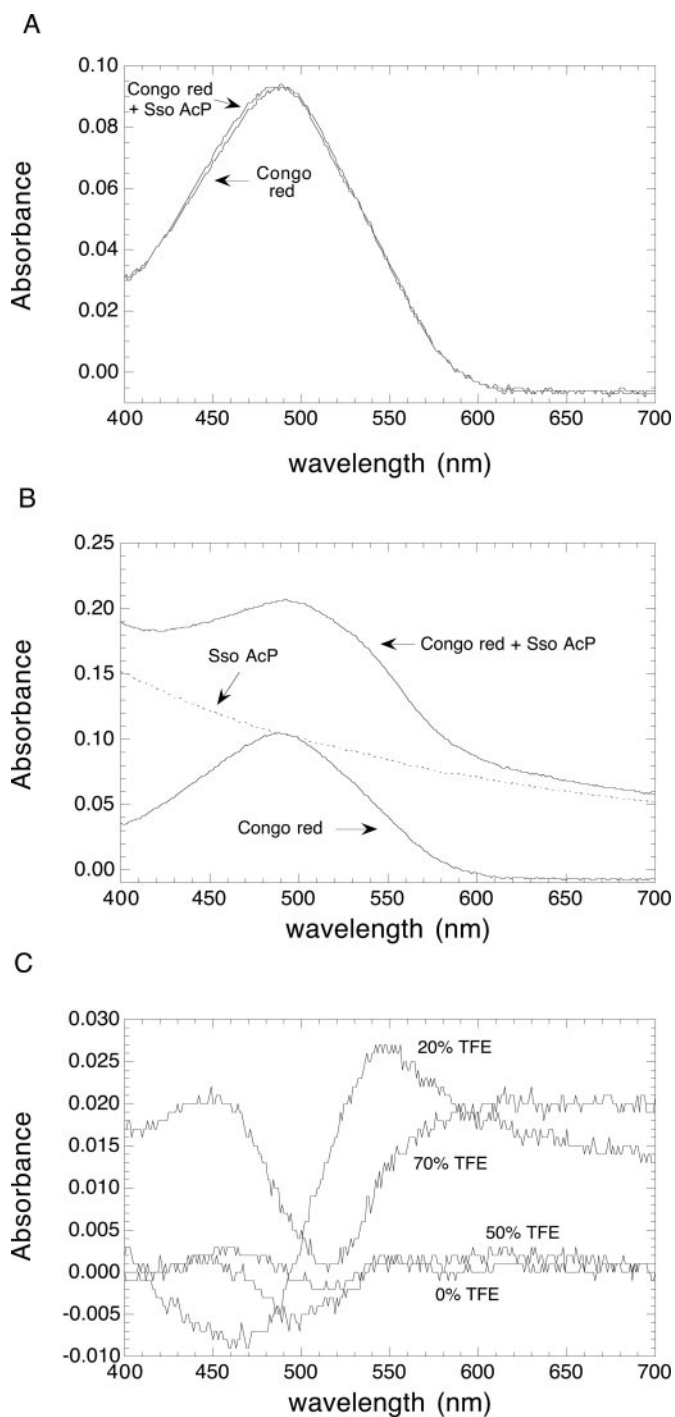 A
Absorbance
0.10
0.08
0.06
0.04
0.02
0.00
Congo red
+ Sso AcP
Congo
red
400 450 500 550 600 650 700
wavelength (nm)
B
Absorbance
0.25
0.20
0.15
0.10
0.05
0.00
Sso AcP
Congo red + Sso AcP
Congo red
400 450 500 550 600 650 700
wavelength (nm)
C
Absorbance
0.030
0.025
0.020
0.015
0.010
0.005
0.000
-0.005
-0.010
20% TFE
70% TFE
50% TFE
0% TFE
400 450 500 550 600 650 700
wavelength (nm)